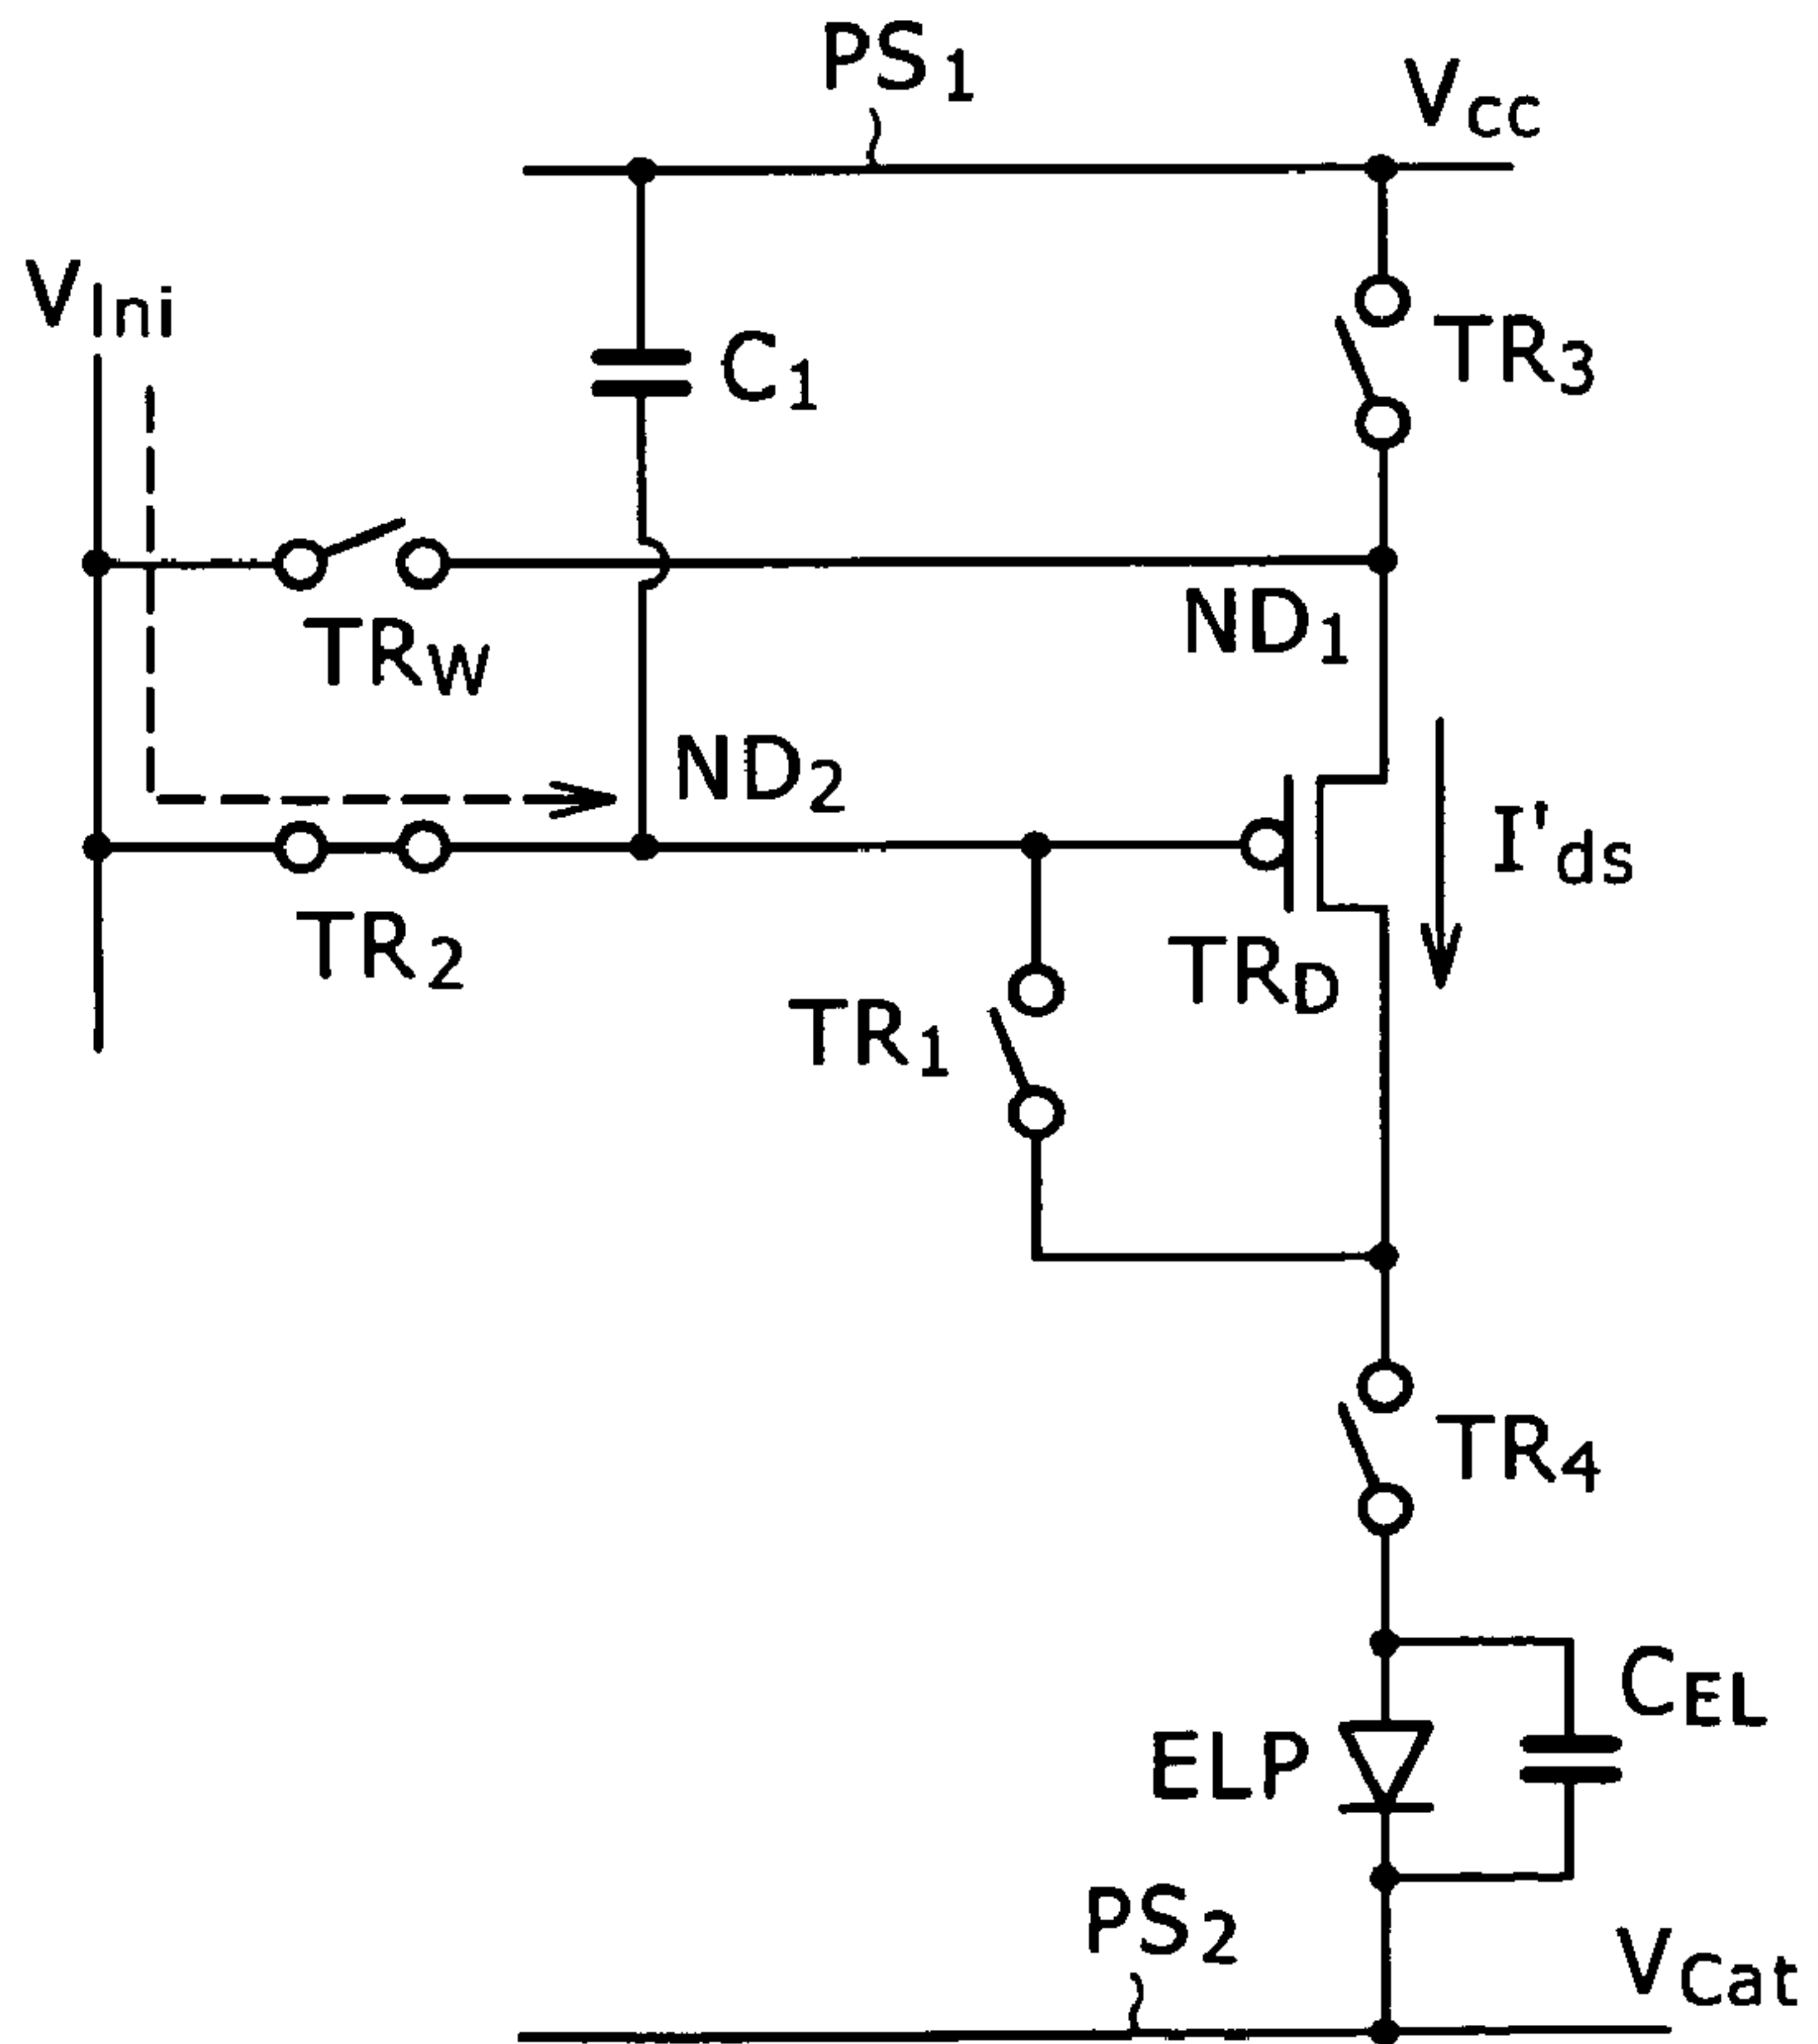 PS₁
Vcc
VIni
C₁
TR₃
TRW
ND₁
ND₂
I'ds
TR₂
TRD
TR₁
TR₄
CEL
ELP
PS₂
VCat